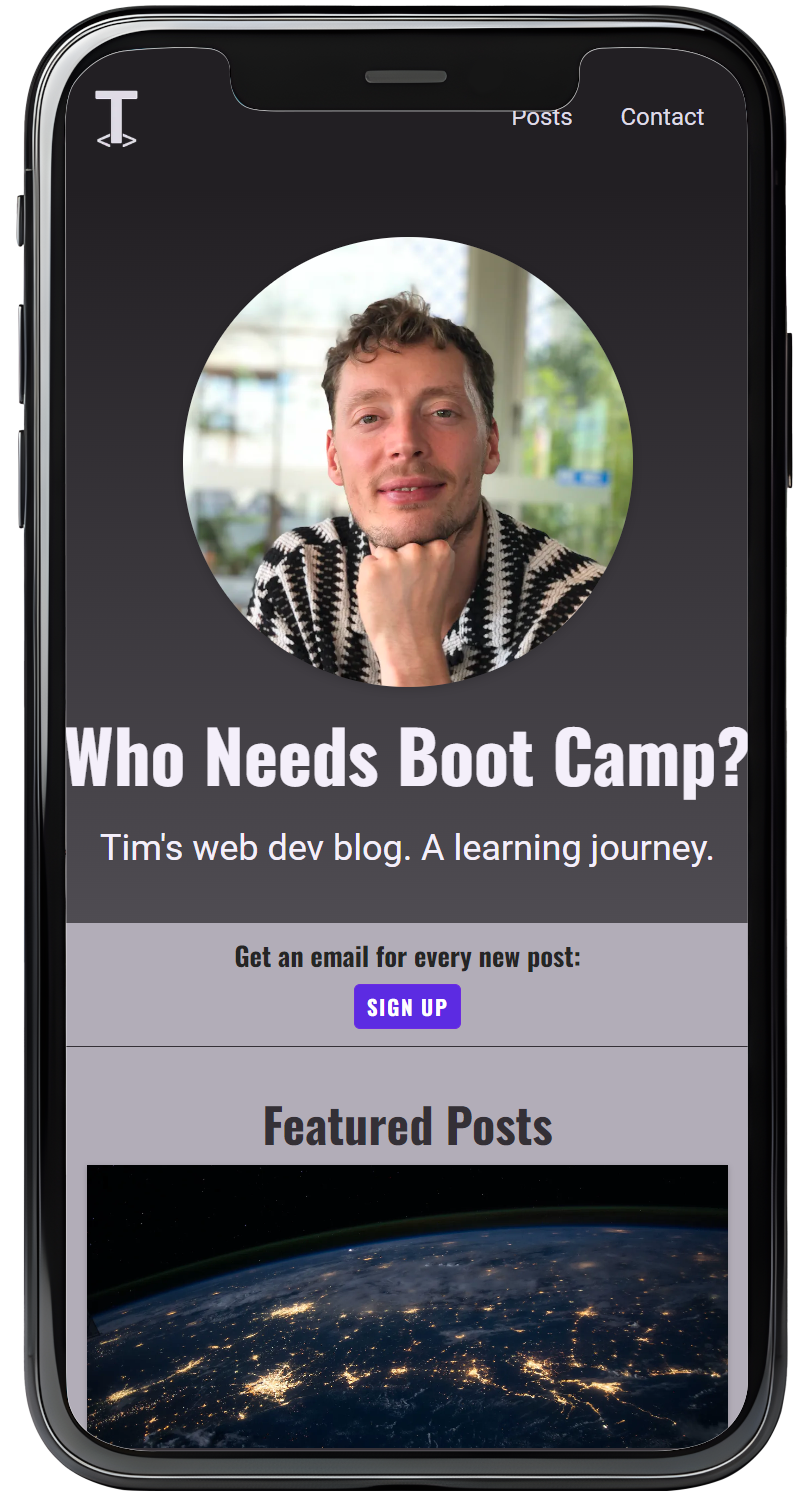 T
<>
Posts Contact
Who Needs Boot Camp?
Tim's web dev blog. A learning journey.
Get an email for every new post:
SIGN UP
Featured Posts